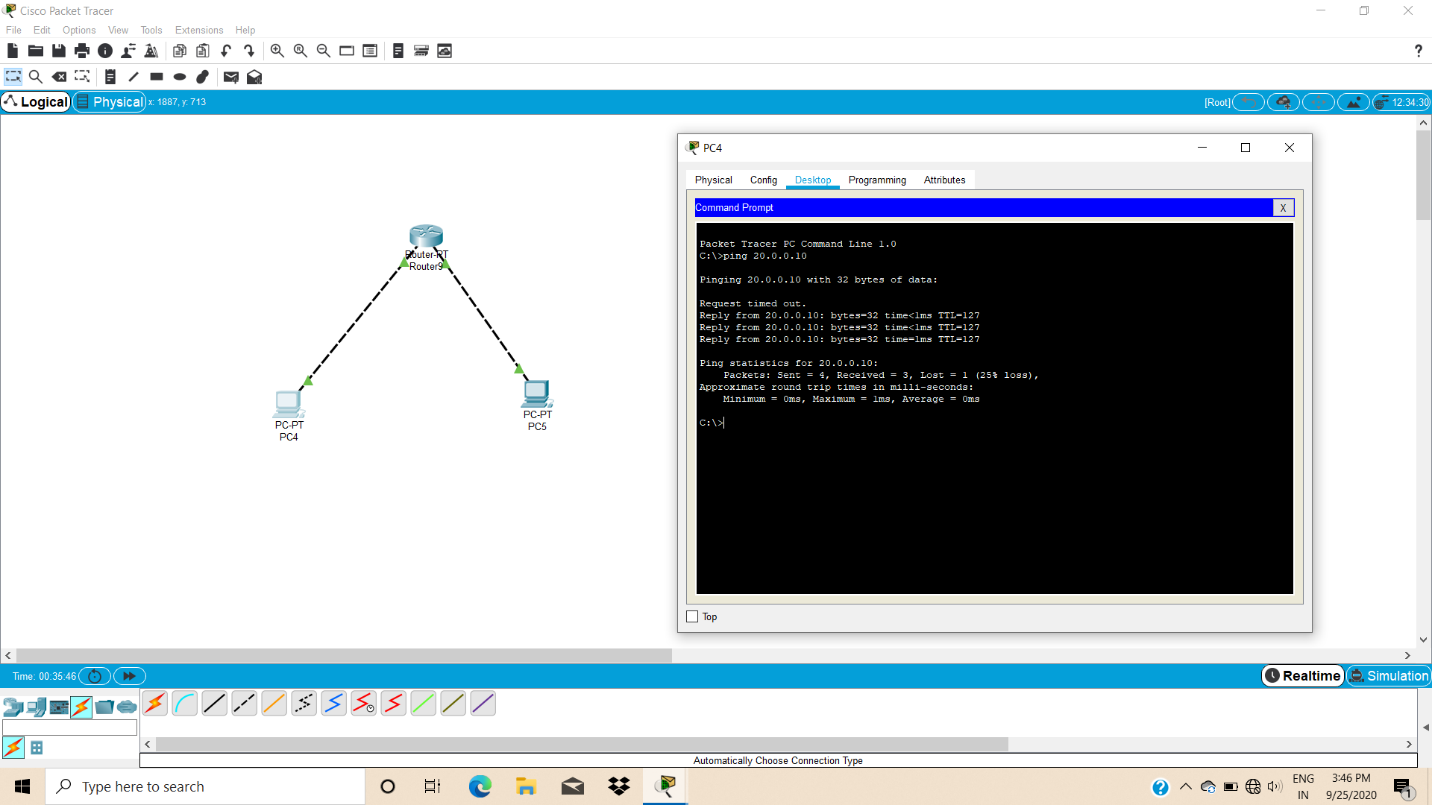 Cisco Packet Tracer
File Edit Options View Tools Extensions Help
?
Logical Physical x: 1887, y: 713 [Root] 12:34:30
Router-PT
Router9
PC-PT
PC4
PC-PT
PC5
PC4
Physical Config Desktop Programming Attributes
Command Prompt X
Packet Tracer PC Command Line 1.0
C:\>ping 20.0.0.10
Pinging 20.0.0.10 with 32 bytes of data:
Request timed out.
Reply from 20.0.0.10: bytes=32 time<1ms TTL=127
Reply from 20.0.0.10: bytes=32 time<1ms TTL=127
Reply from 20.0.0.10: bytes=32 time=1ms TTL=127
Ping statistics for 20.0.0.10:
Packets: Sent = 4, Received = 3, Lost = 1 (25% loss),
Approximate round trip times in milli-seconds:
Minimum = 0ms, Maximum = 1ms, Average = 0ms
C:\>
Top
Time: 00:35:46 Realtime Simulation
Automatically Choose Connection Type
Type here to search
ENG
IN
3:46 PM
9/25/2020
1